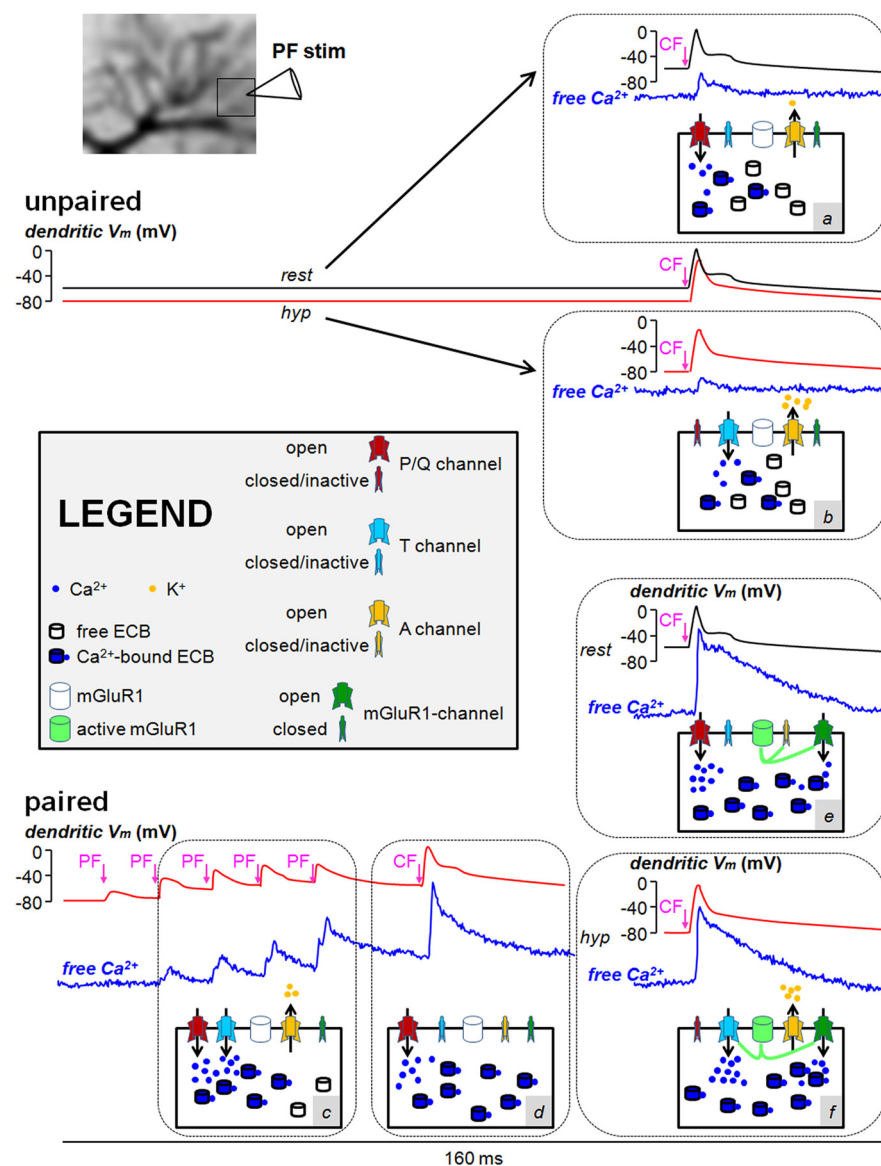 PF stim
0
-40
-80
CF
free Ca²⁺
a
unpaired
dendritic Vm (mV)
0
-40
-80
rest
hyp
CF
0
-40
-80
CF
free Ca²⁺
b
LEGEND
open
closed/inactive
P/Q channel
open
closed/inactive
T channel
Ca²⁺
K⁺
open
closed/inactive
A channel
free ECB
Ca²⁺-bound ECB
mGluR1
active mGluR1
open
closed
mGluR1-channel
dendritic Vm (mV)
0
-40
-80
rest
CF
free Ca²⁺
e
paired
dendritic Vm (mV)
0
-40
-80
PF
PF
PF
PF
PF
CF
free Ca²⁺
c
d
dendritic Vm (mV)
0
-40
-80
hyp
CF
free Ca²⁺
f
160 ms